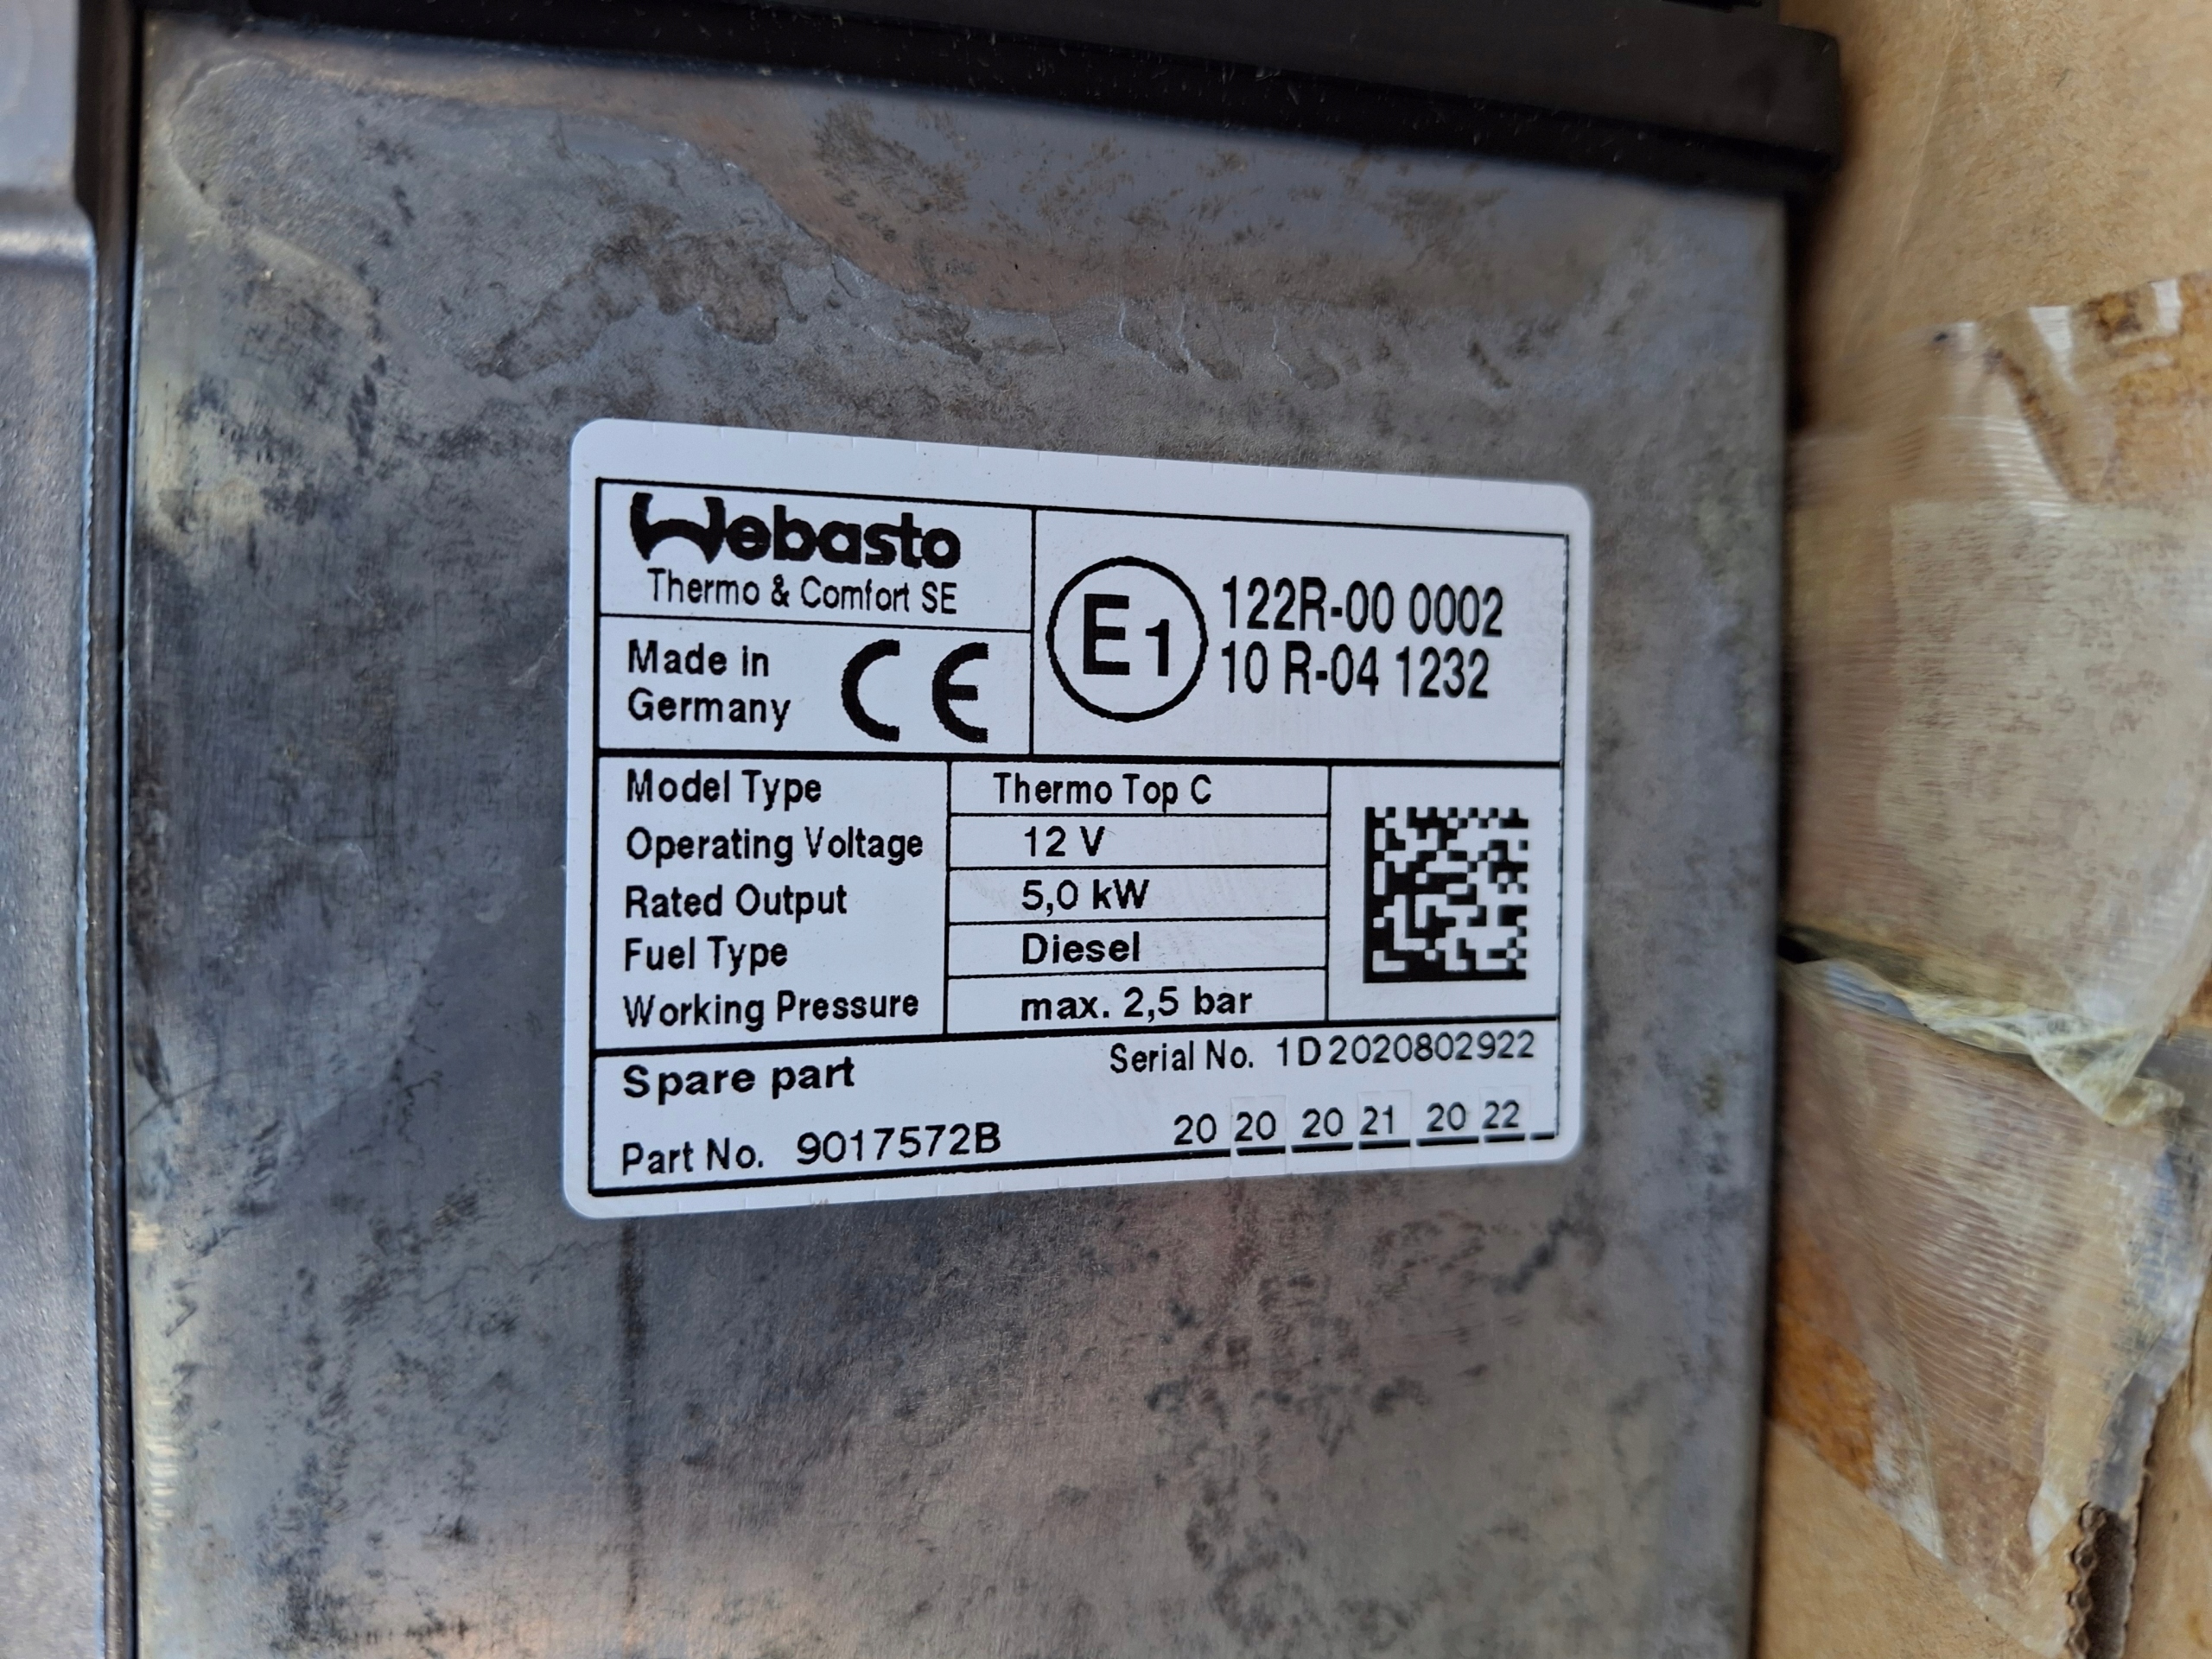 Webasto
Thermo & Comfort SE
Made in
Germany
CE
E1
122R-00 0002
10 R-04 1232
Model Type Thermo Top C
Operating Voltage 12 V
Rated Output 5,0 kW
Fuel Type Diesel
Working Pressure max. 2,5 bar
Spare part Serial No. 1D2020802922
Part No. 9017572B 20 20 20 21 20 22